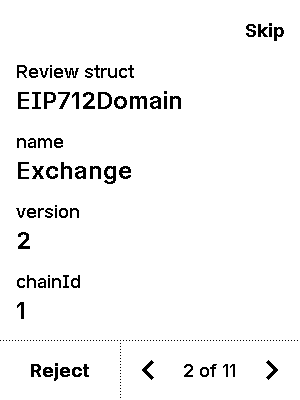 Skip
Review struct
EIP712Domain
name
Exchange
version
2
chainId
1
Reject
2 of 11